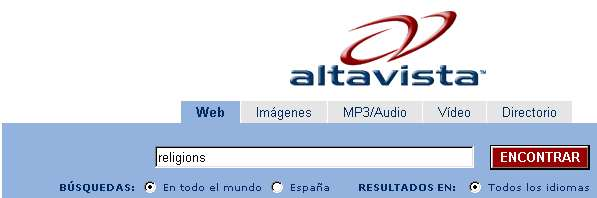 altavista™
Web Imágenes MP3/Audio Vídeo Directorio
religions ENCONTRAR
BÚSQUEDAS: En todo el mundo España RESULTADOS EN: Todos los idiomas